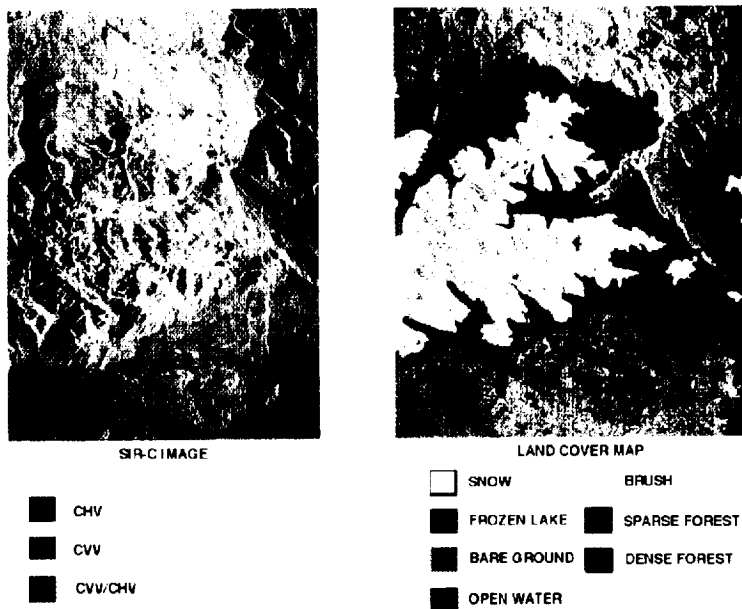 SIR-C IMAGE
CHV
CVV
CVV/CHV
LAND COVER MAP
SNOW
BRUSH
FROZEN LAKE
SPARSE FOREST
BARE GROUND
DENSE FOREST
OPEN WATER